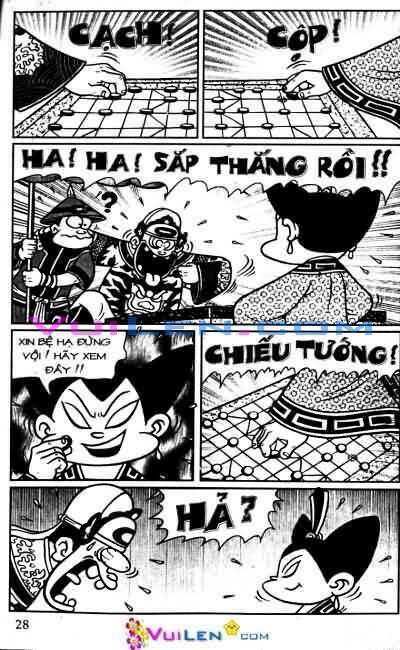 CẠCH!
CỘP!
HA! HA! SẮP THẮNG RỒI!!
!?
VUILEN.COM
XIN BỆ HẠ ĐỪNG
VỘI! HÃY XEM
ĐÂY!!
CHIẾU TƯỚNG!
HẢ?
28
VUILEN.COM